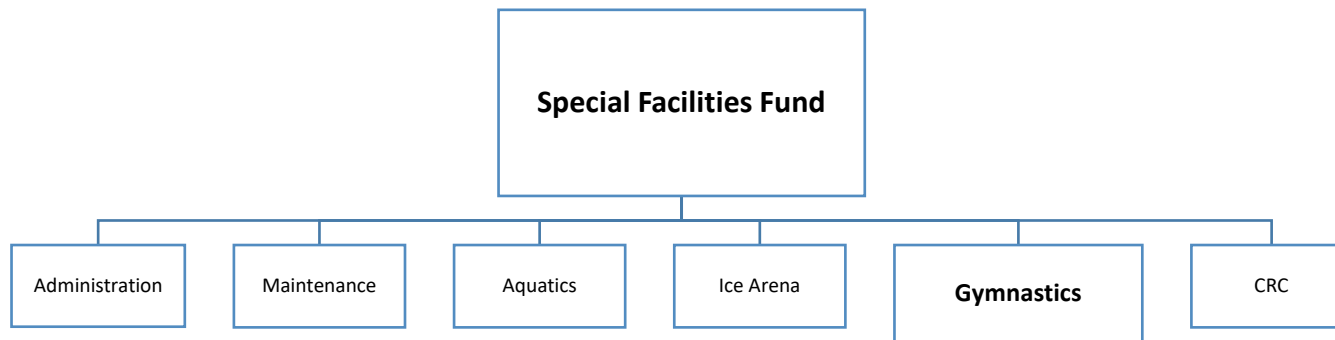 Special Facilities Fund
Administration
Maintenance
Aquatics
Ice Arena
Gymnastics
CRC